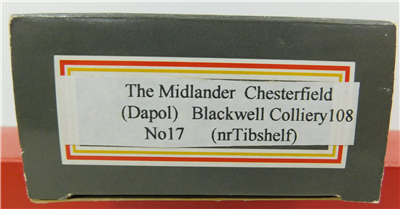 The Midlander Chesterfield
(Dapol) Blackwell Colliery108
No17 (nrTibshelf)